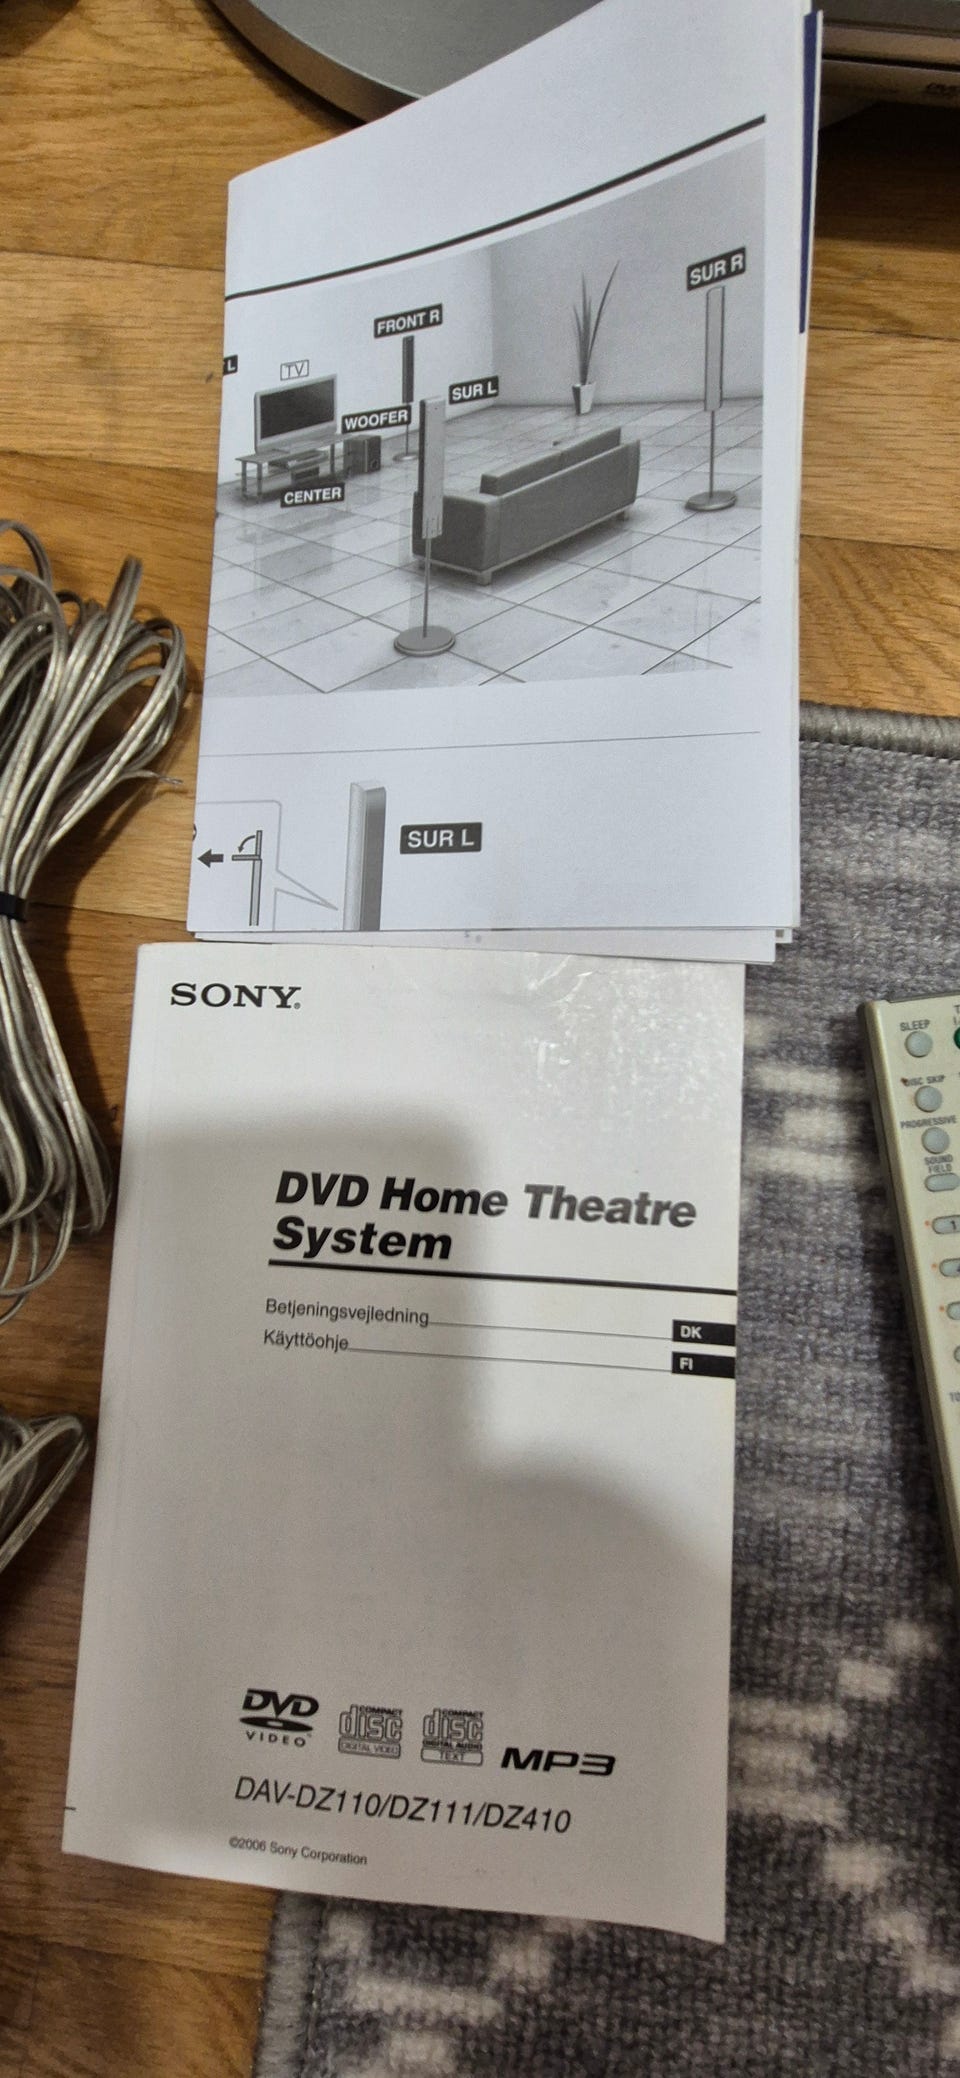 SUR R
FRONT R
L
TV
SUR L
WOOFER
CENTER
SUR L
SONY®
DVD Home Theatre
System
Betjeningsvejledning DK
Käyttöohje FI
DVD
VIDEO
COMPACT
disc
DIGITAL VIDEO
COMPACT
disc
DIGITAL AUDIO
TEXT
MP3
DAV-DZ110/DZ111/DZ410
©2006 Sony Corporation
SLEEP
DISC SKIP
PROGRESSIVE
SOUND
FIELD
1